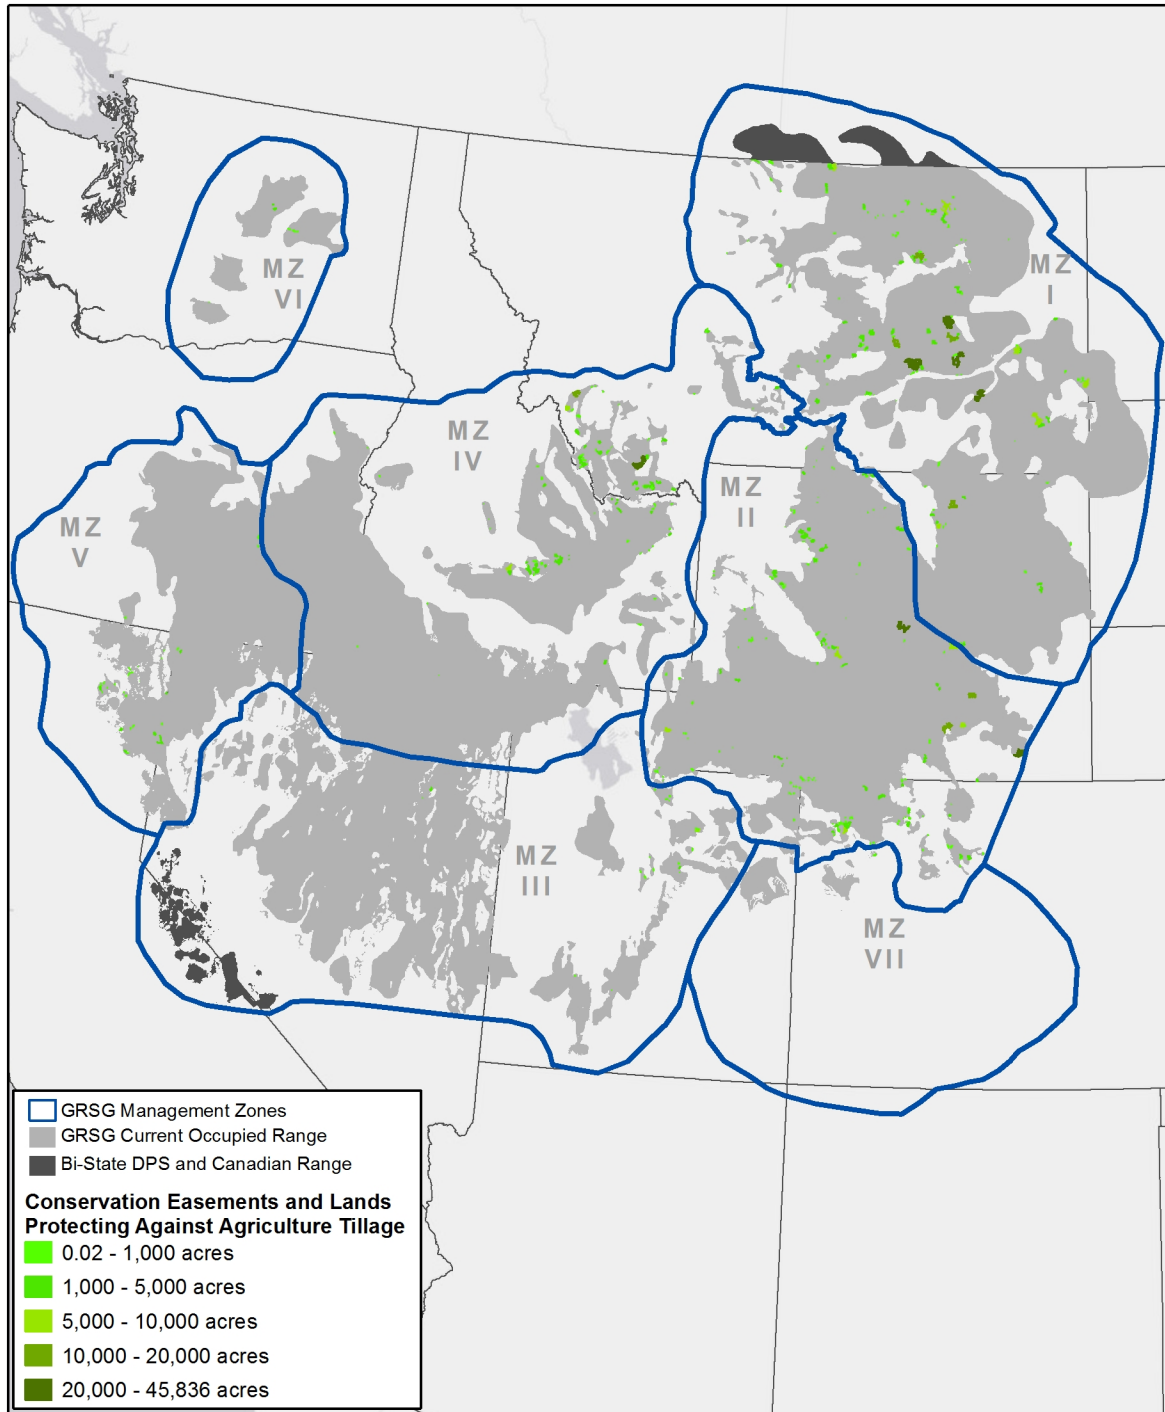 MZ
I
MZ
VI
MZ
IV
MZ
II
MZ
V
MZ
III
MZ
VII
GRSG Management Zones
GRSG Current Occupied Range
Bi-State DPS and Canadian Range
Conservation Easements and Lands
Protecting Against Agriculture Tillage
0.02 - 1,000 acres
1,000 - 5,000 acres
5,000 - 10,000 acres
10,000 - 20,000 acres
20,000 - 45,836 acres